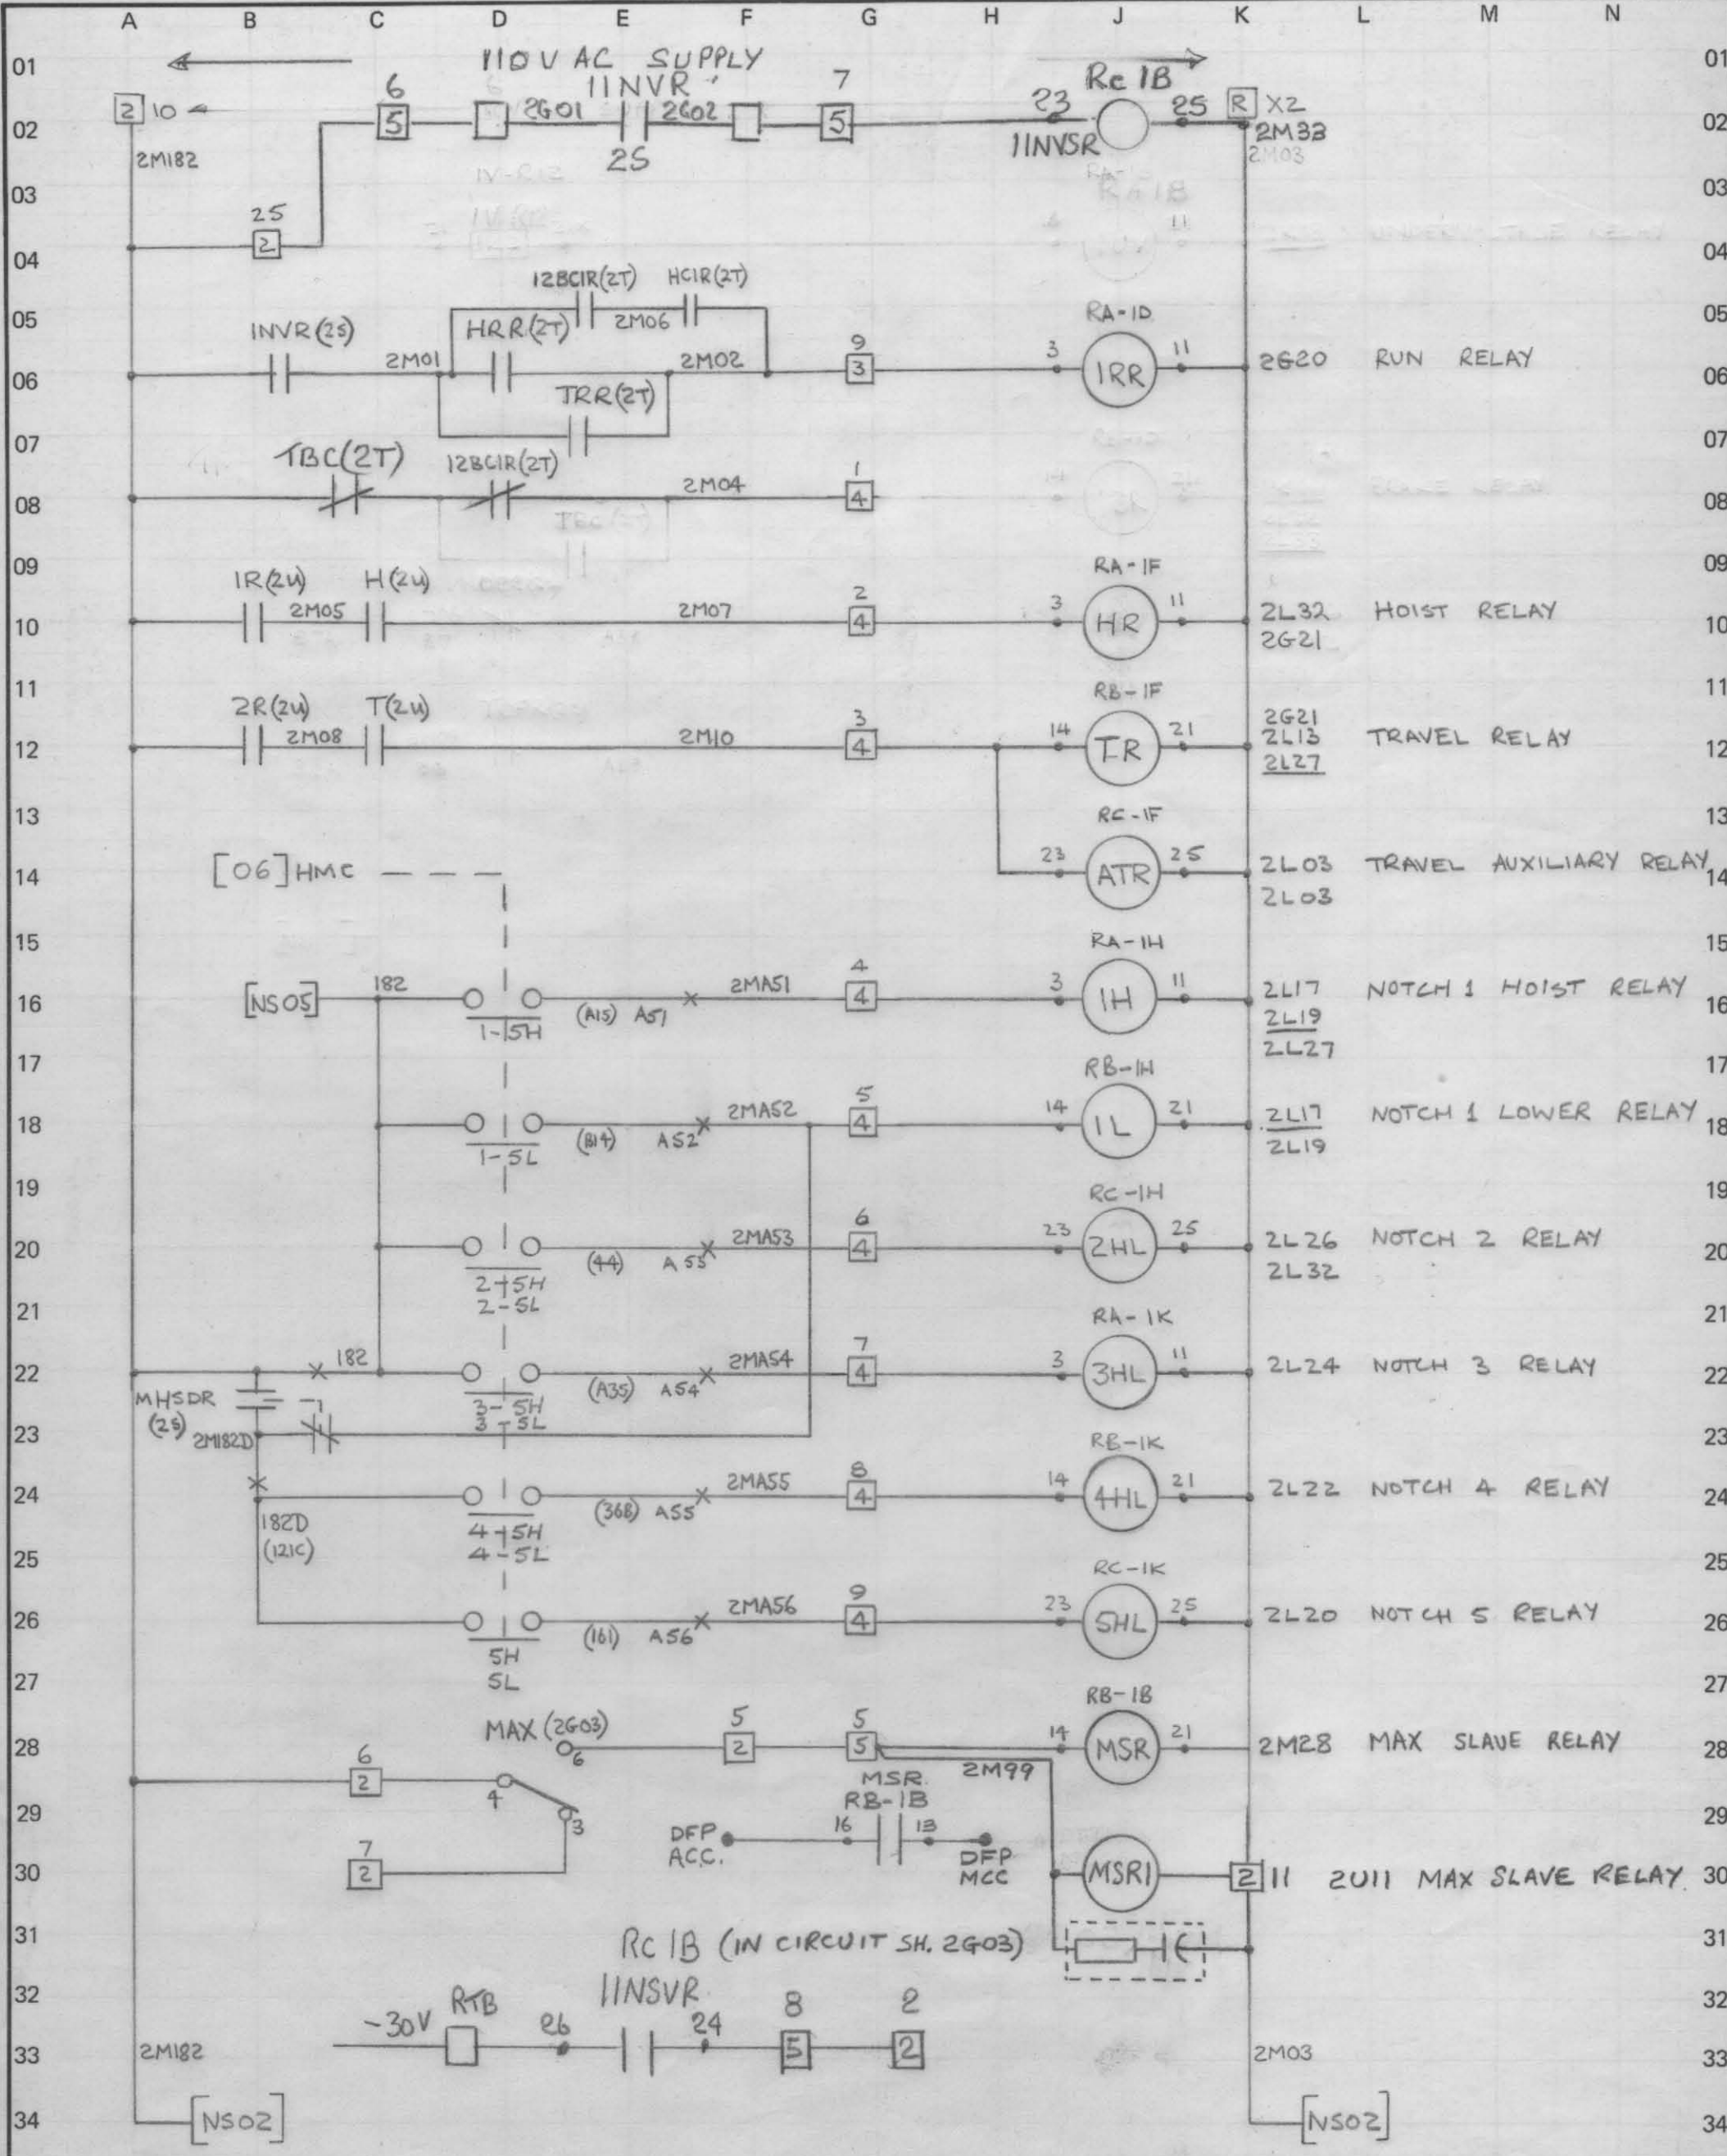 A B C D E F G H J K L M N
01 110V AC SUPPLY 01
6 11NVR 7 Rc 1B
2 10 5 2G01 2G02 5 23 25 R X2
02 2M33 02
2M182 2S 11NVSR 2M03
03 03
25
2
04 04
12BC1R(2T) HC1R(2T)
05 1NVR(2S) HRR(2T) 2M06 RA-1D 05
2M01 2M02 9 3 11
06 3 1RR 2G20 RUN RELAY 06
TRR(2T)
07 07
TBC(2T) 12BC1R(2T) 1
2M04
08 4 08
09 09
1R(2U) H(2U) RA-1F
2M05 2M07 2 3 11
10 4 HR 2L32 HOIST RELAY 10
2G21
11 11
2R(2U) T(2U) RB-1F
2M08 2M10 3 14 21 2G21
12 4 TR 2L13 TRAVEL RELAY 12
2L27
13 RC-1F 13
[06] HMC 23 25
14 ATR 2L03 TRAVEL AUXILIARY RELAY 14
2L03
15 RA-1H 15
182 2MA51 4 3 11
16 [NS05] (A15) A51 4 1H 2L17 NOTCH 1 HOIST RELAY 16
1-5H 2L19
2L27
17 RB-1H 17
2MA52 5 14 21
18 (B14) A52 4 1L 2L17 NOTCH 1 LOWER RELAY 18
1-5L 2L19
19 RC-1H 19
2MA53 6 23 25
20 (44) A53 4 2HL 2L26 NOTCH 2 RELAY 20
2-5H 2L32
21 2-5L RA-1K 21
182 2MA54 7 3 11
22 (A35) A54 4 3HL 2L24 NOTCH 3 RELAY 22
MHSDR 3-5H
(2S) 3-5L
23 2M182D RB-1K 23
2MA55 8 14 21
24 (36B) A55 4 4HL 2L22 NOTCH 4 RELAY 24
182D 4-5H
(121C) 4-5L
25 RC-1K 25
2MA56 9 23 25
26 (161) A56 4 5HL 2L20 NOTCH 5 RELAY 26
5H
27 5L RB-1B 27
MAX (2G03) 5 5 14 21
28 6 6 2 5 MSR 2M28 MAX SLAVE RELAY 28
2 4 MSR 2M99
29 3 RB-1B 29
7 DFP 16 13 DFP
30 2 ACC. MCC MSR1 2 11 2U11 MAX SLAVE RELAY. 30
31 RC 1B (IN CIRCUIT SH. 2G03) 31
32 RTB 11NSVR 8 2 32
-30V 26 24
33 2M182 5 2 2M03 33
34 [NS02] [NS02] 34